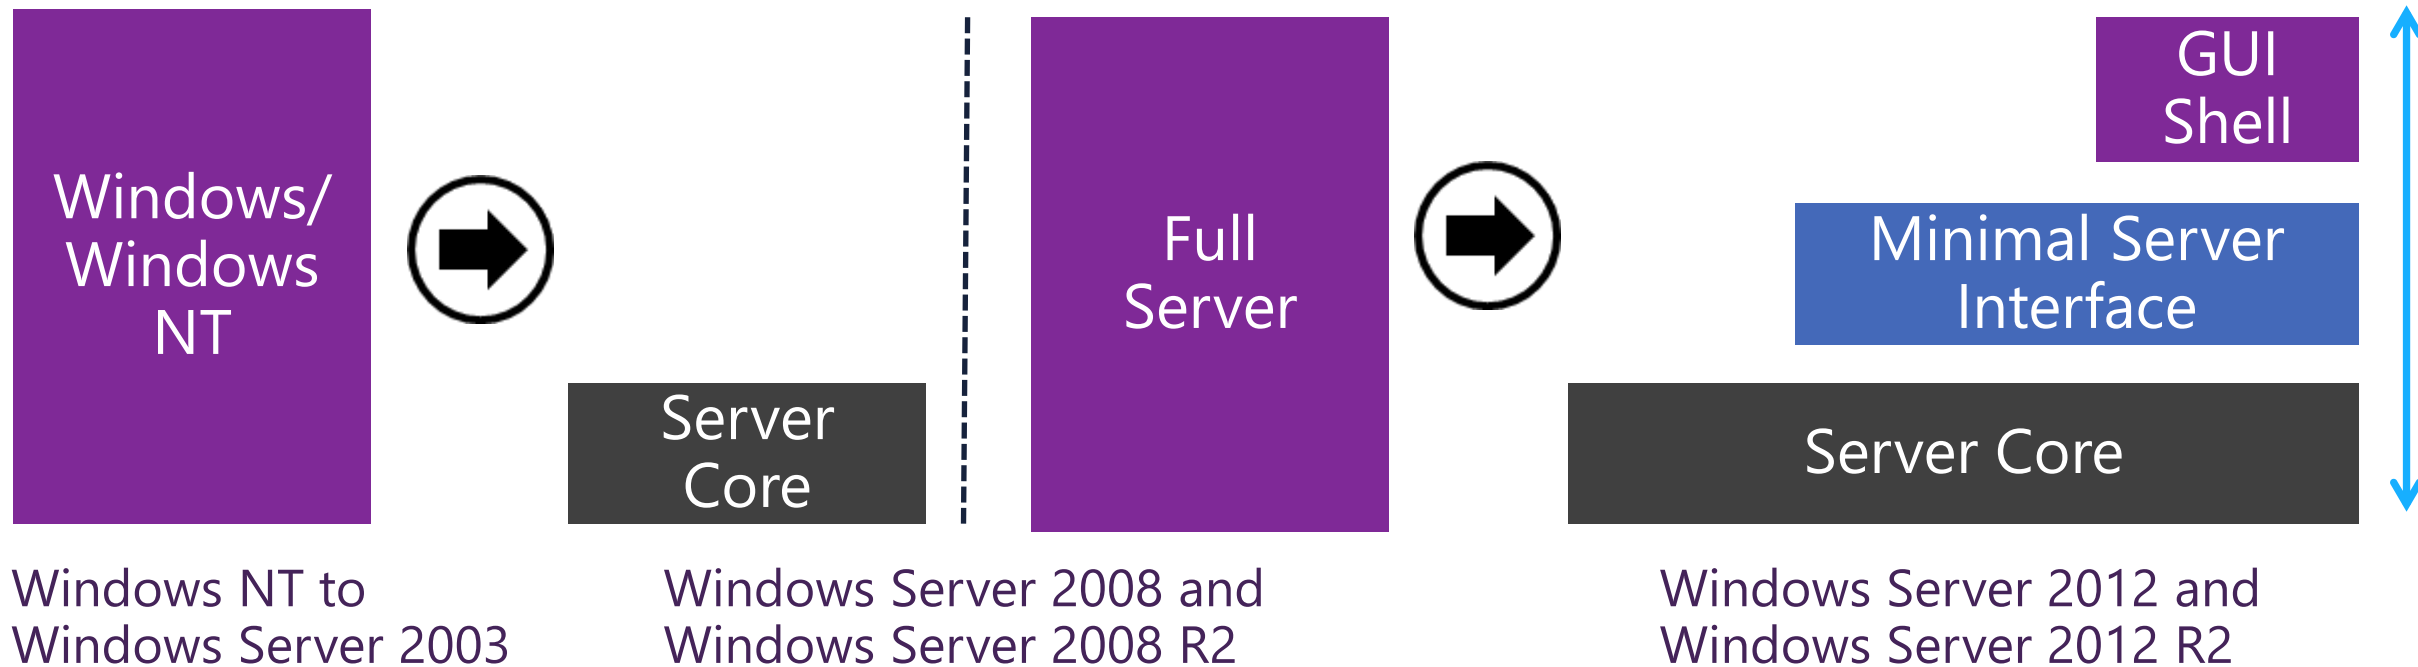 Windows/
Windows
NT
Server
Core
Full
Server
GUI
Shell
Minimal Server
Interface
Server Core
Windows NT to
Windows Server 2003
Windows Server 2008 and
Windows Server 2008 R2
Windows Server 2012 and
Windows Server 2012 R2